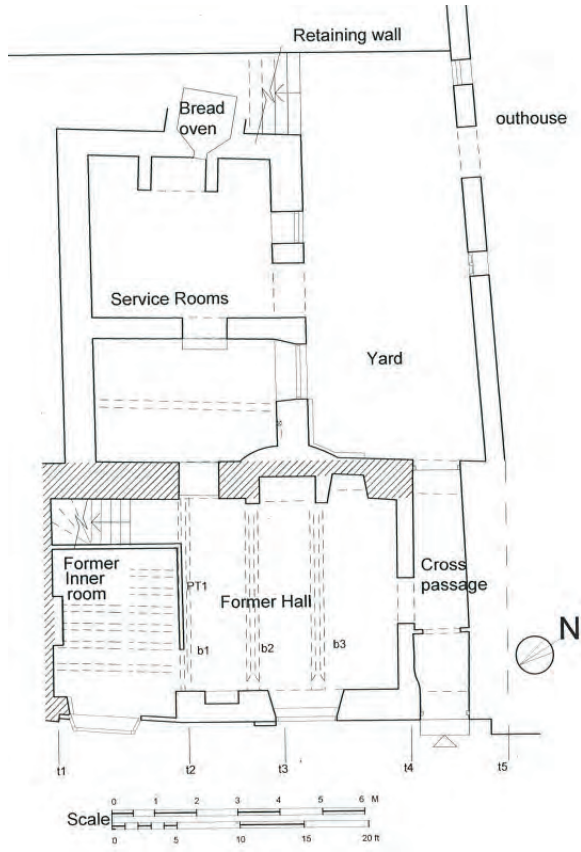 Retaining wall
Bread
oven
outhouse
Service Rooms
Yard
Former
Inner
room
PT1
Former Hall
Cross
passage
b1
b2
b3
N
t1
t2
t3
t4
t5
0 1 2 3 4 5 6 M
Scale
0 5 10 15 20 ft